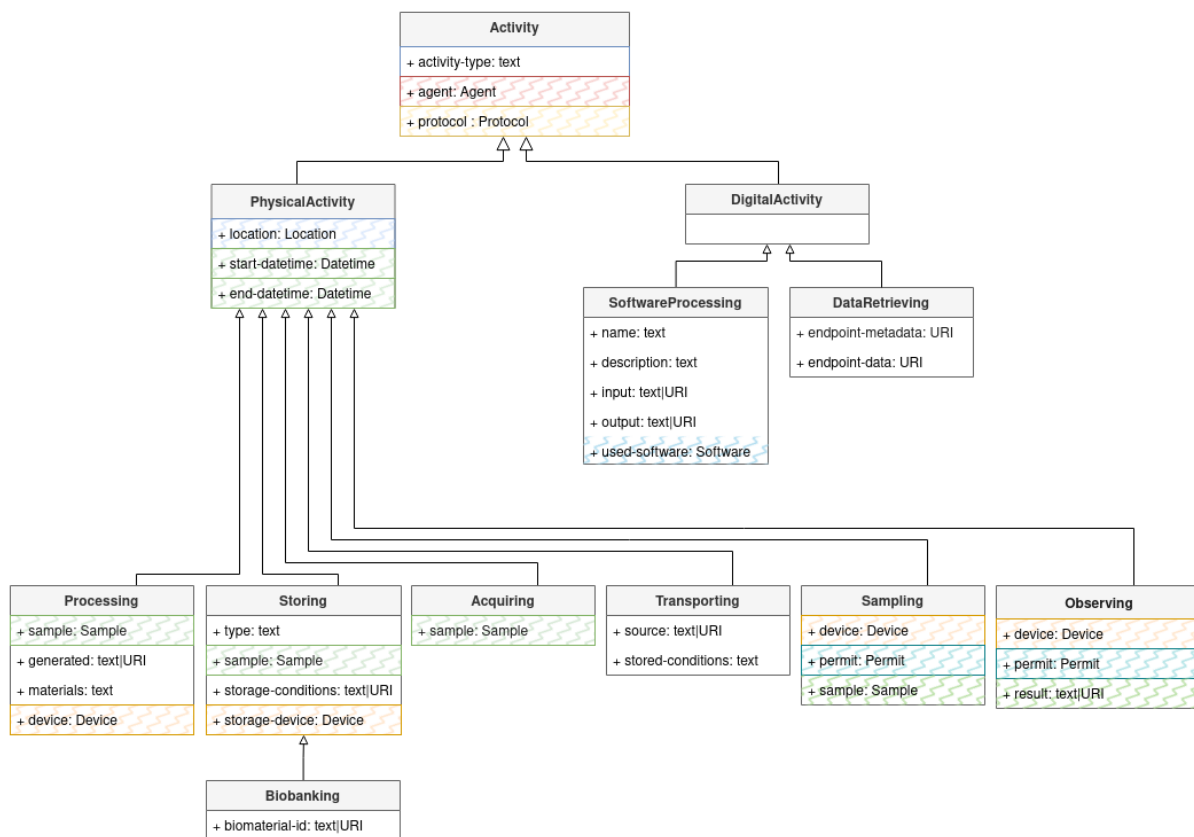 Activity
+ activity-type: text
+ agent: Agent
+ protocol : Protocol
PhysicalActivity
+ location: Location
+ start-datetime: Datetime
+ end-datetime: Datetime
DigitalActivity
SoftwareProcessing
+ name: text
+ description: text
+ input: text|URI
+ output: text|URI
+ used-software: Software
DataRetrieving
+ endpoint-metadata: URI
+ endpoint-data: URI
Processing
+ sample: Sample
+ generated: text|URI
+ materials: text
+ device: Device
Storing
+ type: text
+ sample: Sample
+ storage-conditions: text|URI
+ storage-device: Device
Acquiring
+ sample: Sample
Transporting
+ source: text|URI
+ stored-conditions: text
Sampling
+ device: Device
+ permit: Permit
+ sample: Sample
Observing
+ device: Device
+ permit: Permit
+ result: text|URI
Biobanking
+ biomaterial-id: text|URI